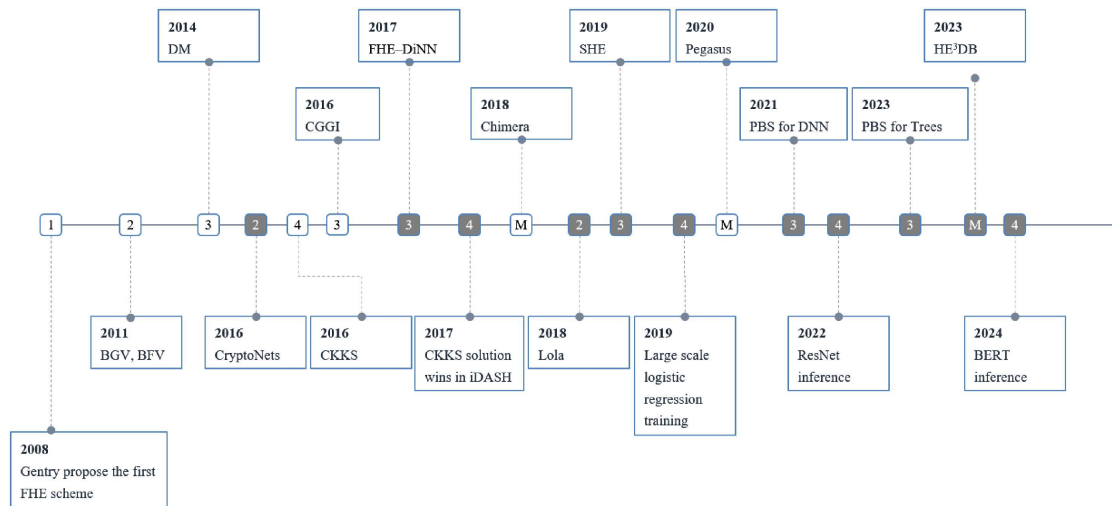 2014
DM
2017
FHE–DiNN
2019
SHE
2020
Pegasus
2023
HE³DB
2016
CGGI
2018
Chimera
2021
PBS for DNN
2023
PBS for Trees
1
2
3
2
4
3
3
4
M
2
3
4
M
3
4
3
M
4
2011
BGV, BFV
2016
CryptoNets
2016
CKKS
2017
CKKS solution
wins in iDASH
2018
Lola
2019
Large scale
logistic
regression
training
2022
ResNet
inference
2024
BERT
inference
2008
Gentry propose the first
FHE scheme